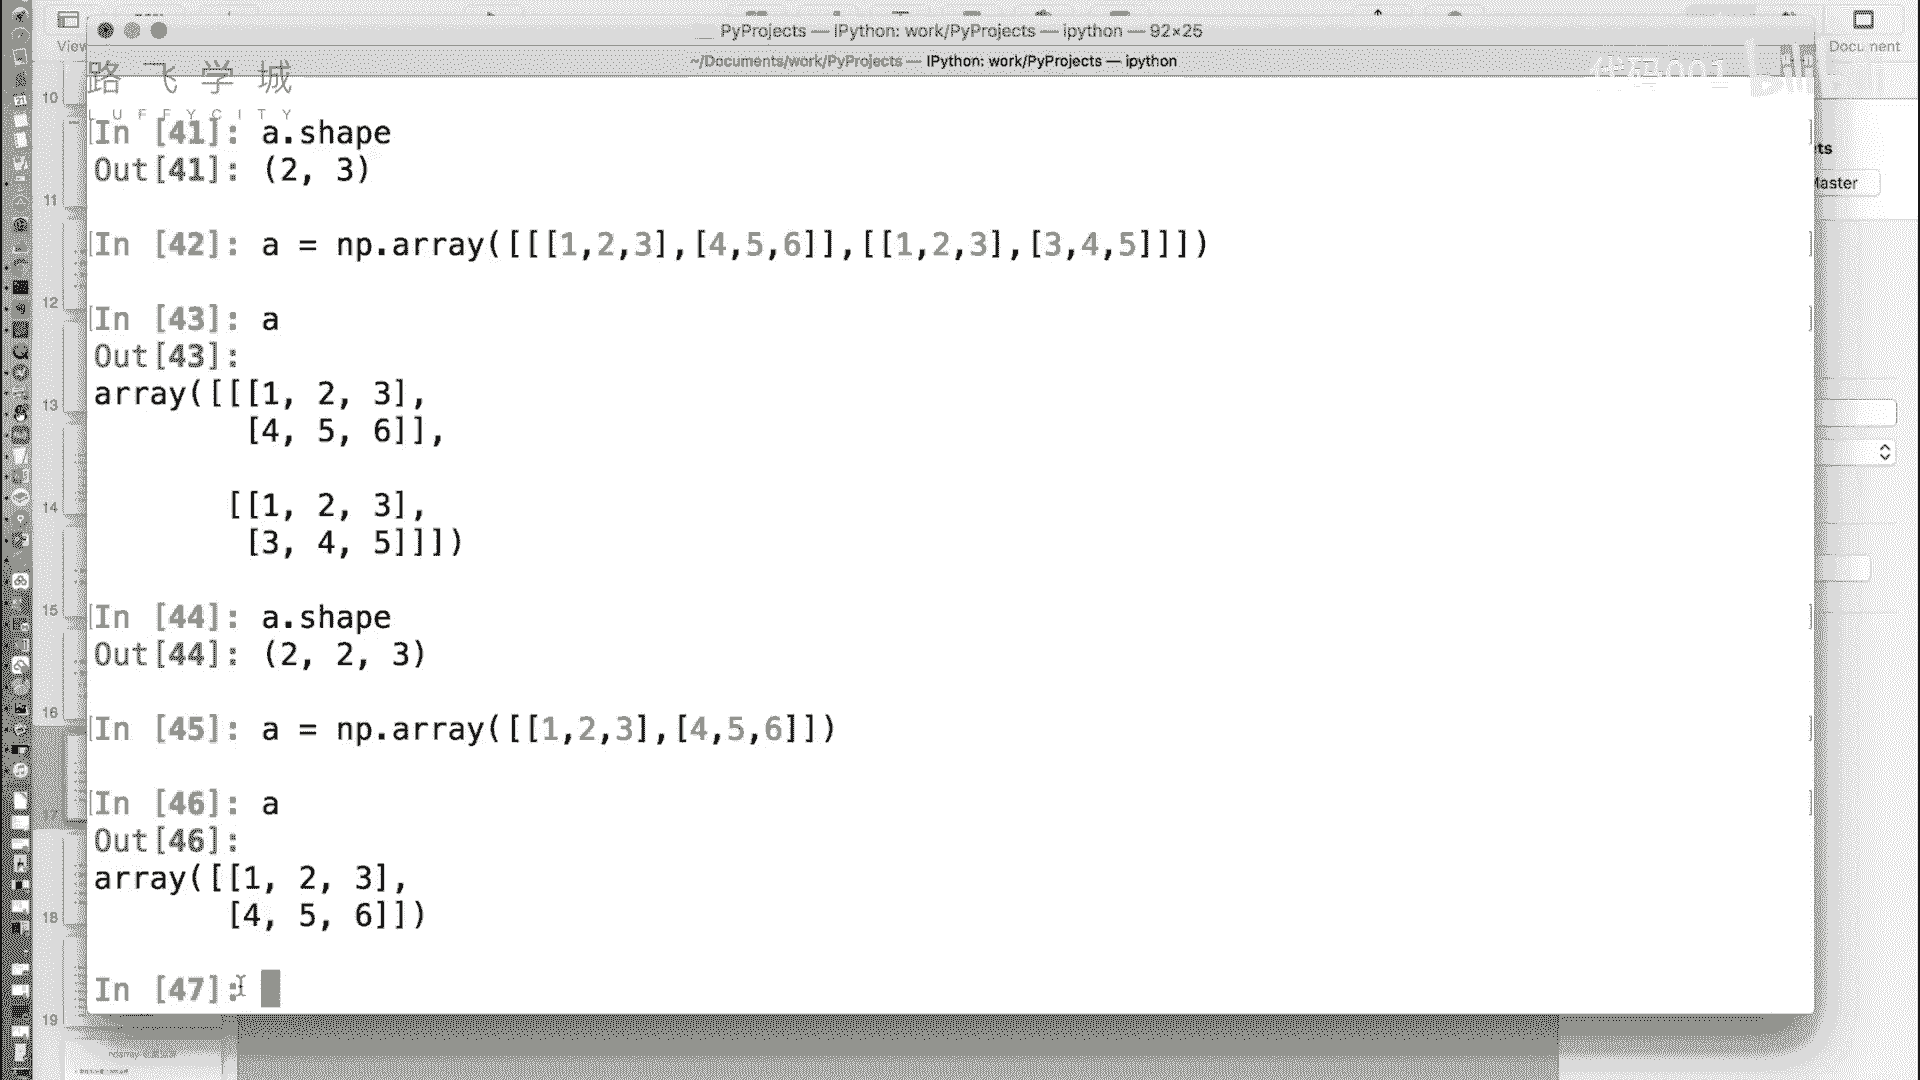 PyProjects — IPython: work/PyProjects — ipython — 92×25
~/Documents/work/PyProjects — IPython: work/PyProjects — ipython
View
Master
路飞学城
LUFFYCITY
In [41]: a.shape
Out[41]: (2, 3)
In [42]: a = np.array([[[1,2,3],[4,5,6]],[[1,2,3],[3,4,5]]])
In [43]: a
Out[43]:
array([[[1, 2, 3],
[4, 5, 6]],
[[1, 2, 3],
[3, 4, 5]]])
In [44]: a.shape
Out[44]: (2, 2, 3)
In [45]: a = np.array([[1,2,3],[4,5,6]])
In [46]: a
Out[46]:
array([[1, 2, 3],
[4, 5, 6]])
In [47]:
10
11
12
13
14
15
16
17
18
19